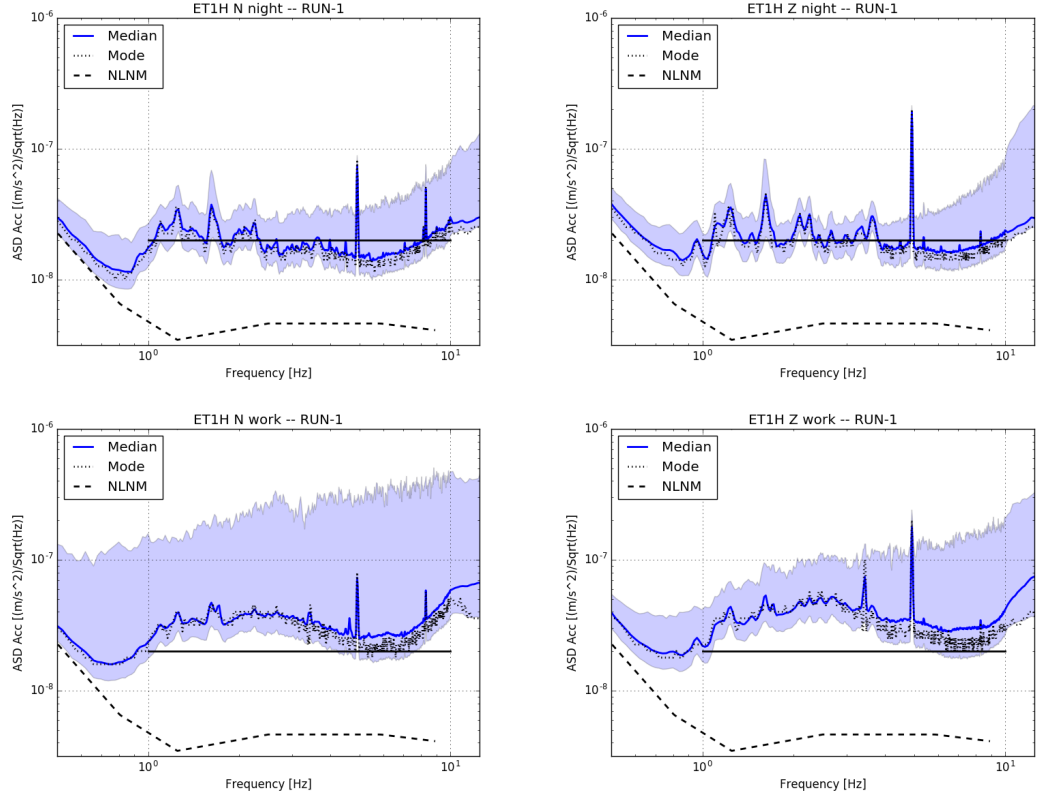 ET1H N night -- RUN-1
10^-6
Median
Mode
NLNM
10^-7
10^-8
ASD Acc [(m/s^2)/Sqrt(Hz)]
10^0
10^1
Frequency [Hz]
ET1H Z night -- RUN-1
10^-6
Median
Mode
NLNM
10^-7
10^-8
ASD Acc [(m/s^2)/Sqrt(Hz)]
10^0
10^1
Frequency [Hz]
ET1H N work -- RUN-1
10^-6
Median
Mode
NLNM
10^-7
10^-8
ASD Acc [(m/s^2)/Sqrt(Hz)]
10^0
10^1
Frequency [Hz]
ET1H Z work -- RUN-1
10^-6
Median
Mode
NLNM
10^-7
10^-8
ASD Acc [(m/s^2)/Sqrt(Hz)]
10^0
10^1
Frequency [Hz]